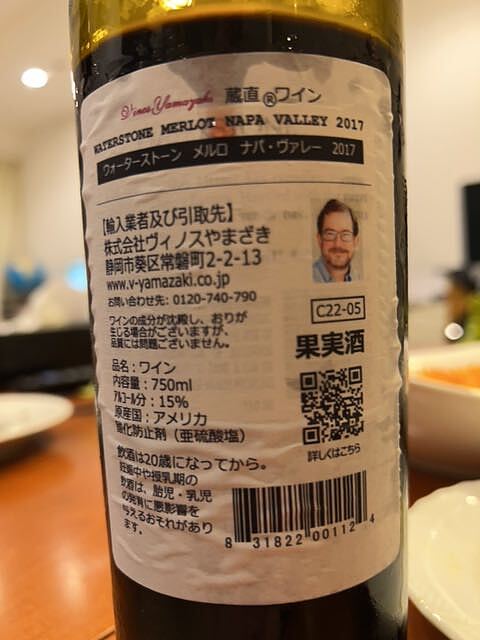 Vinos Yamazaki 蔵直®ワイン
WATERSTONE MERLOT NAPA VALLEY 2017
ウォーターストーン メルロ ナパ・ヴァレー 2017
【輸入業者及び引取先】
株式会社ヴィノスやまざき
静岡市葵区常磐町2-2-13
www.v-yamazaki.co.jp
お問い合わせ先：0120-740-790
C22-05
ワインの成分が沈殿し、おりが
生じる場合がございますが、
品質には問題ございません。
果実酒
品名：ワイン
内容量：750ml
アルコール分：15%
原産国：アメリカ
酸化防止剤（亜硫酸塩）
詳しくはこちら
飲酒は20歳になってから。
妊娠中や授乳期の
飲酒は、胎児・乳児
の発育に悪影響を
与えるおそれがあり
ます。
8 31822 00112 4